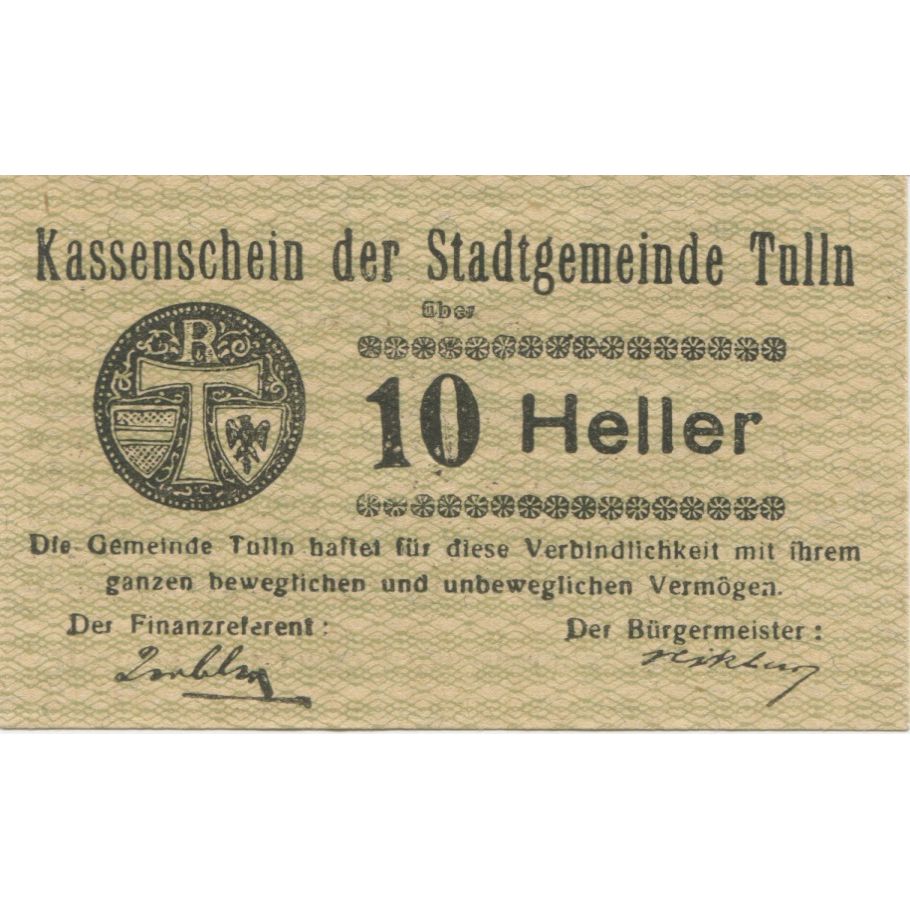 Kassenschein der Stadtgemeinde Tulln
über
R
10 Heller
Die Gemeinde Tulln haftet für diese Verbindlichkeit mit ihrem
ganzen beweglichen und unbeweglichen Vermögen.
Der Finanzreferent: Der Bürgermeister: